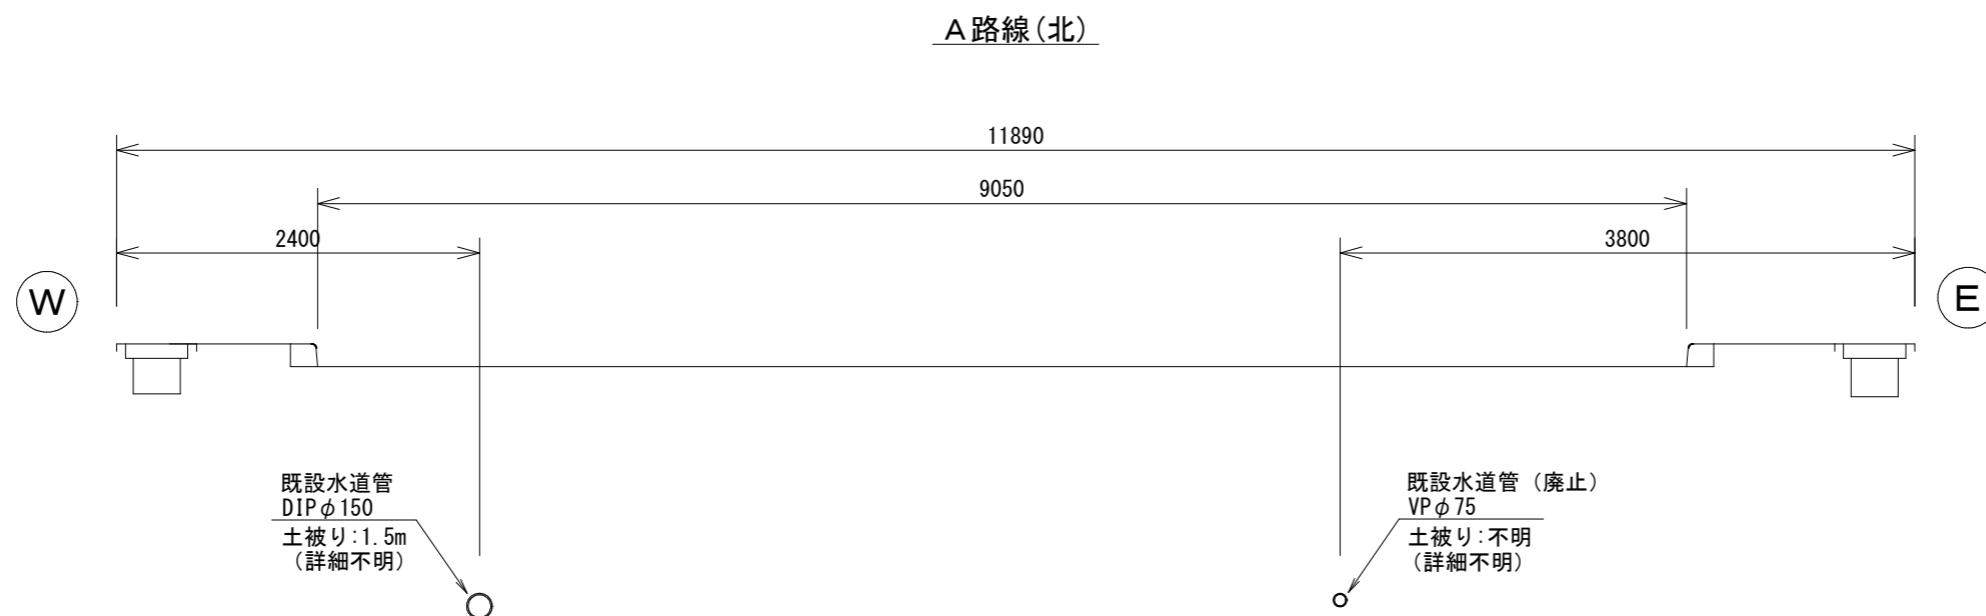 A路線(北)
11890
9050
2400
3800
W
E
既設水道管
DIPφ150
土被り:1.5m
(詳細不明)
既設水道管 (廃止)
VPφ75
土被り:不明
(詳細不明)